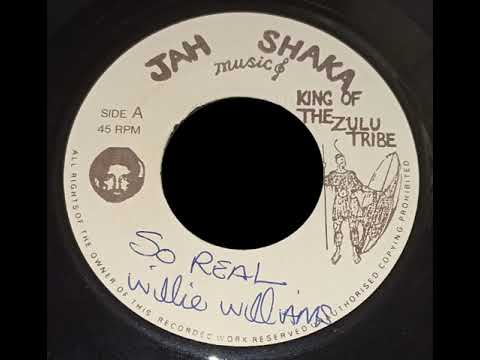 JAH SHAKA
music
KING OF
THE ZULU
TRIBE
SIDE A
45 RPM
So REAL
Willie Williams
ALL RIGHTS OF THE OWNER OF THIS RECORDED WORK RESERVED UNAUTHORISED COPYING PROHIBITED